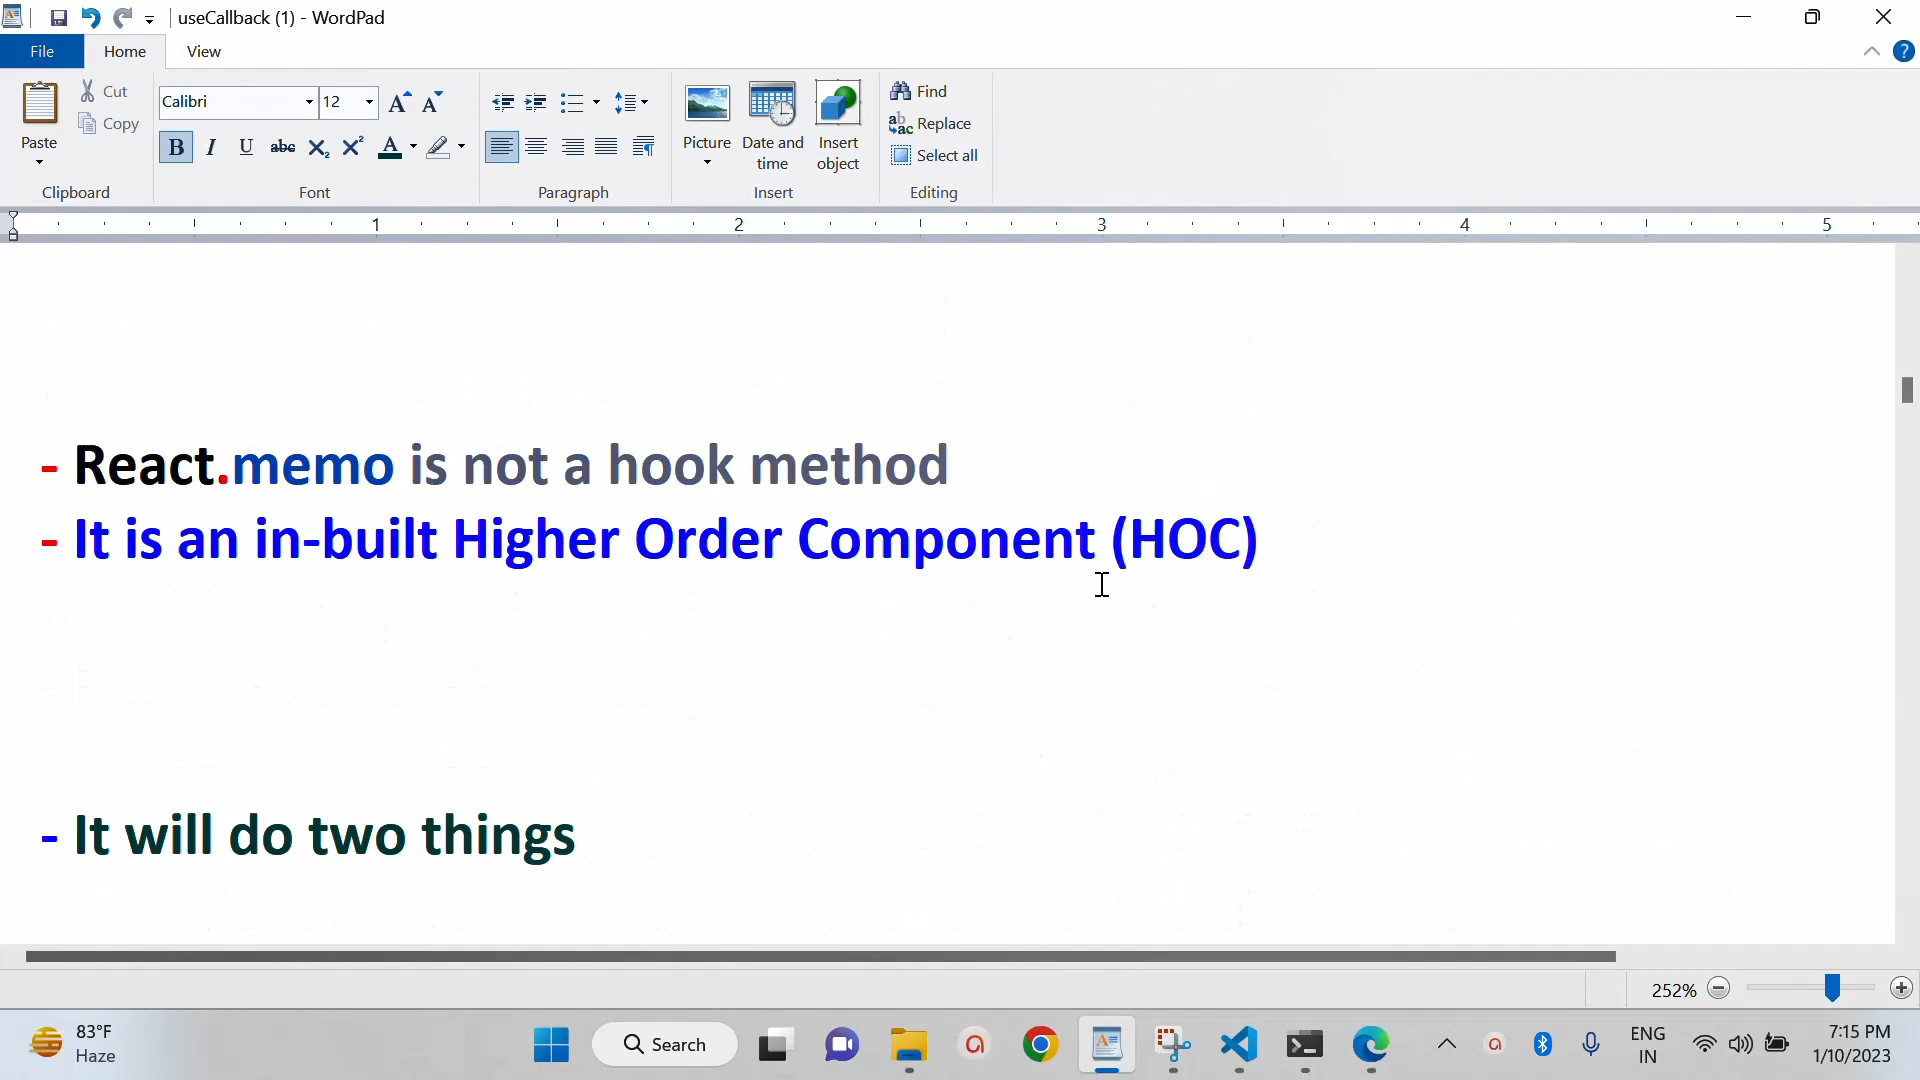 useCallback (1) - WordPad
File Home View
Paste Cut Copy
Clipboard
Calibri 12
B I U abc X₂ X² A
Font
Paragraph
Picture Date and time Insert object
Insert
Find
Replace
Select all
Editing
1 2 3 4 5
- React.memo is not a hook method
- It is an in-built Higher Order Component (HOC)
- It will do two things
252%
83°F
Haze
Search
ENG
IN
7:15 PM
1/10/2023